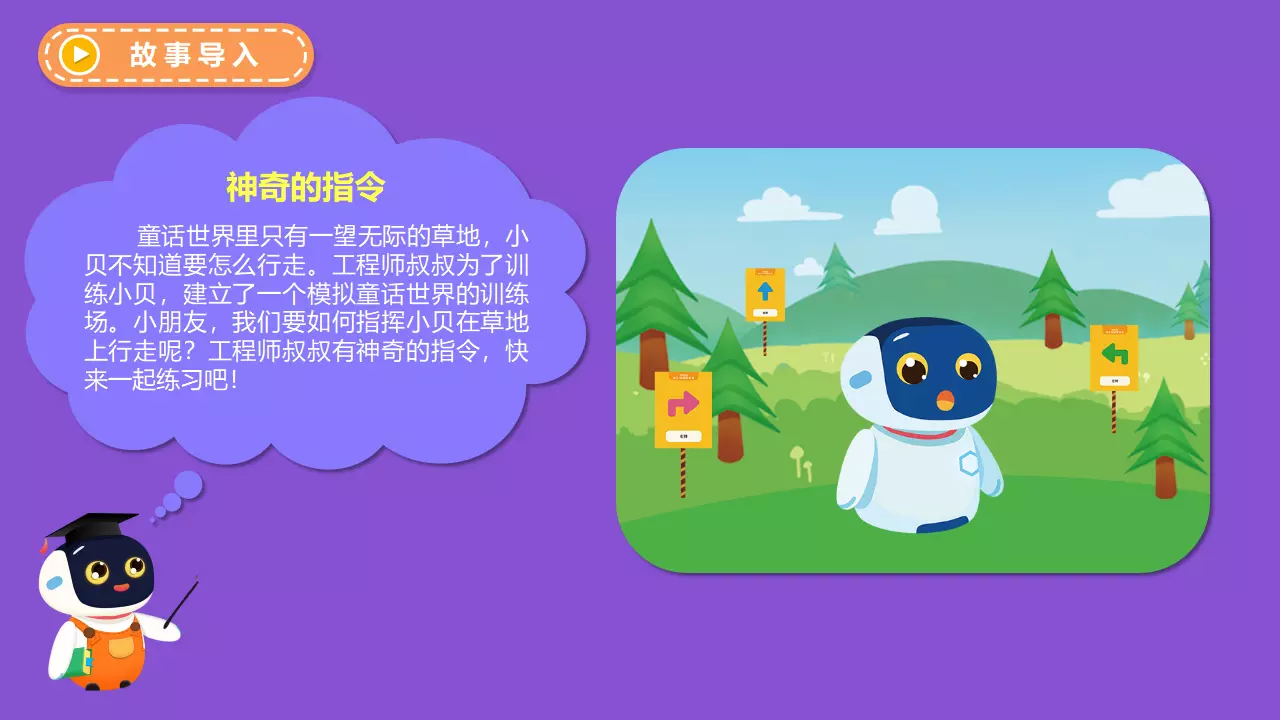 故事导入
神奇的指令
童话世界里只有一望无际的草地，小
贝不知道要怎么行走。工程师叔叔为了训
练小贝，建立了一个模拟童话世界的训练
场。小朋友，我们要如何指挥小贝在草地
上行走呢？工程师叔叔有神奇的指令，快
来一起练习吧！